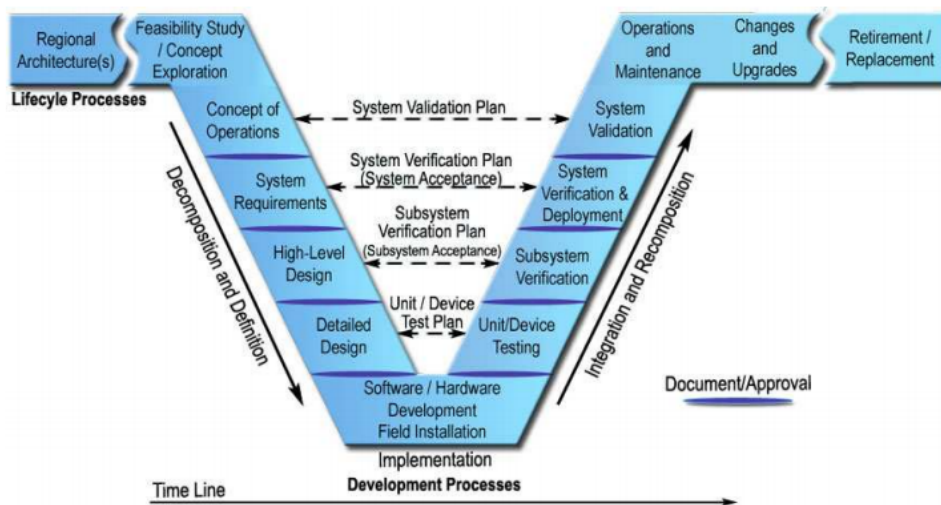 Regional
Architecture(s)
Feasibility Study
/ Concept
Exploration
Operations
and
Maintenance
Changes
and
Upgrades
Retirement /
Replacement
Lifecyle Processes
Concept of
Operations
System Validation Plan
System
Validation
System
Requirements
System Verification Plan
(System Acceptance)
System
Verification &
Deployment
High-Level
Design
Subsystem
Verification Plan
(Subsystem Acceptance)
Subsystem
Verification
Detailed
Design
Unit / Device
Test Plan
Unit/Device
Testing
Decomposition and Definition
Integration and Recomposition
Software / Hardware
Development
Field Installation
Document/Approval
Implementation
Time Line
Development Processes